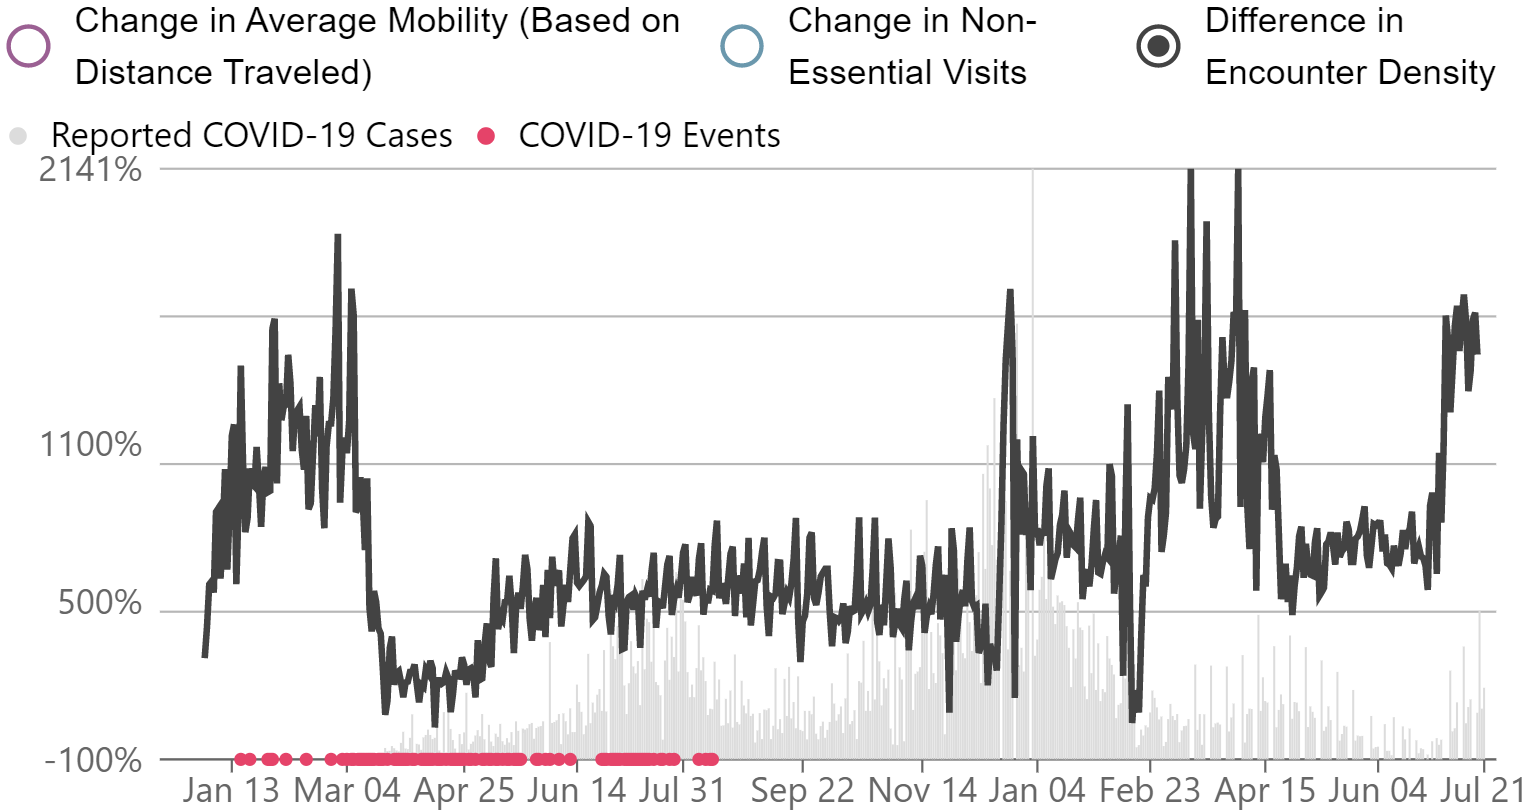 Change in Average Mobility (Based on
Distance Traveled)
Change in Non-
Essential Visits
Difference in
Encounter Density
Reported COVID-19 Cases
COVID-19 Events
2141%
1100%
500%
-100%
Jan 13 Mar 04 Apr 25 Jun 14 Jul 31 Sep 22 Nov 14 Jan 04 Feb 23 Apr 15 Jun 04 Jul 21